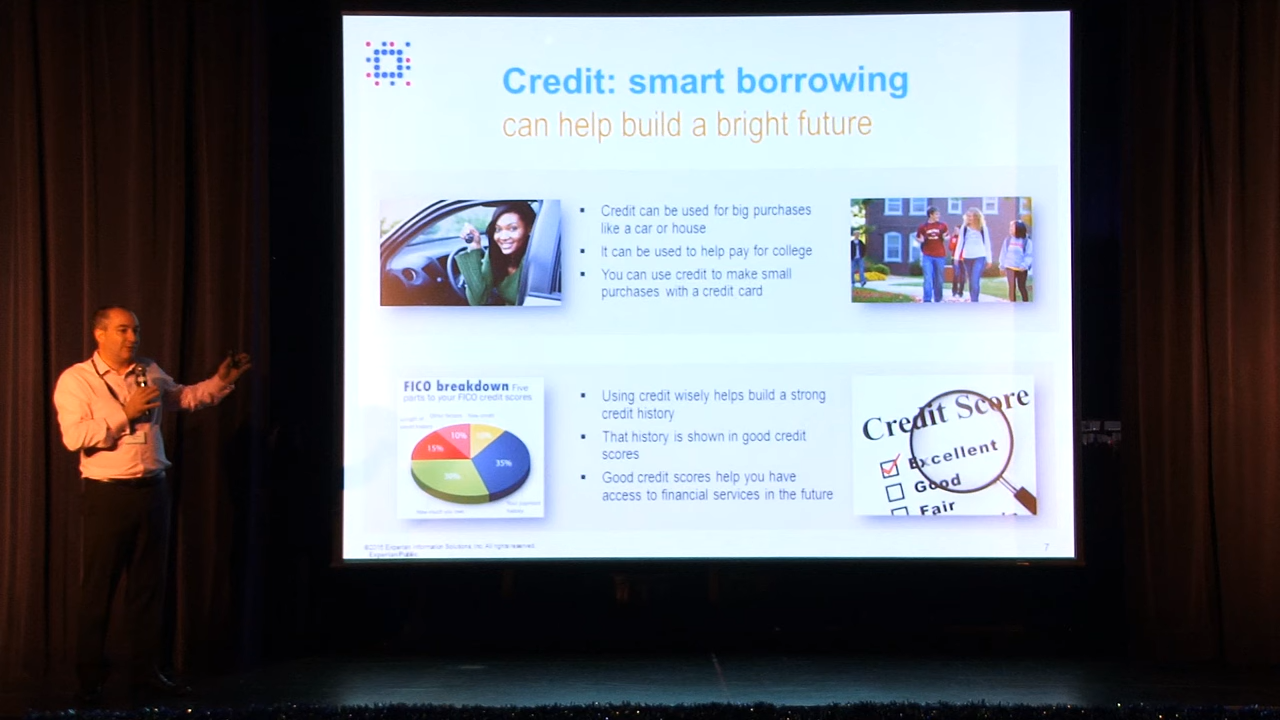 Credit: smart borrowing
can help build a bright future
▪ Credit can be used for big purchases
like a car or house
▪ It can be used to help pay for college
▪ You can use credit to make small
purchases with a credit card
FICO breakdown Five
parts to your FICO credit scores
10%
15%
35%
30%
▪ Using credit wisely helps build a strong
credit history
▪ That history is shown in good credit
scores
▪ Good credit scores help you have
access to financial services in the future
Credit Score
Excellent
Good
Fair
Experian Information Solutions, Inc. All rights reserved.
Experian Public
7